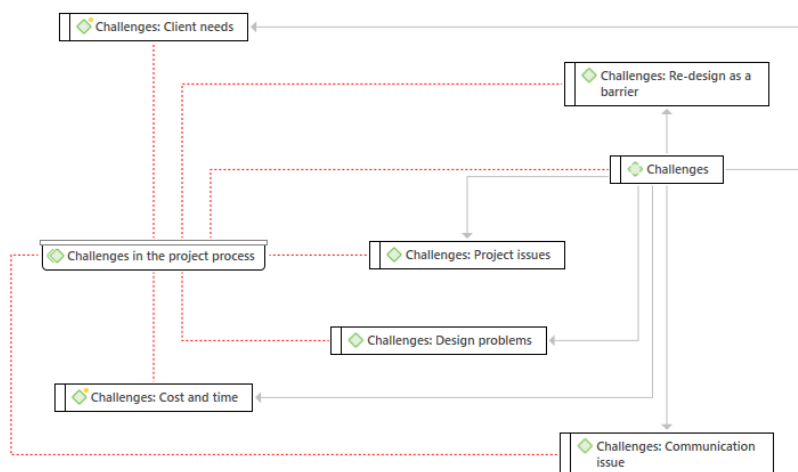 Challenges: Client needs
Challenges: Re-design as a
barrier
Challenges
Challenges in the project process
Challenges: Project issues
Challenges: Design problems
Challenges: Cost and time
Challenges: Communication
issue